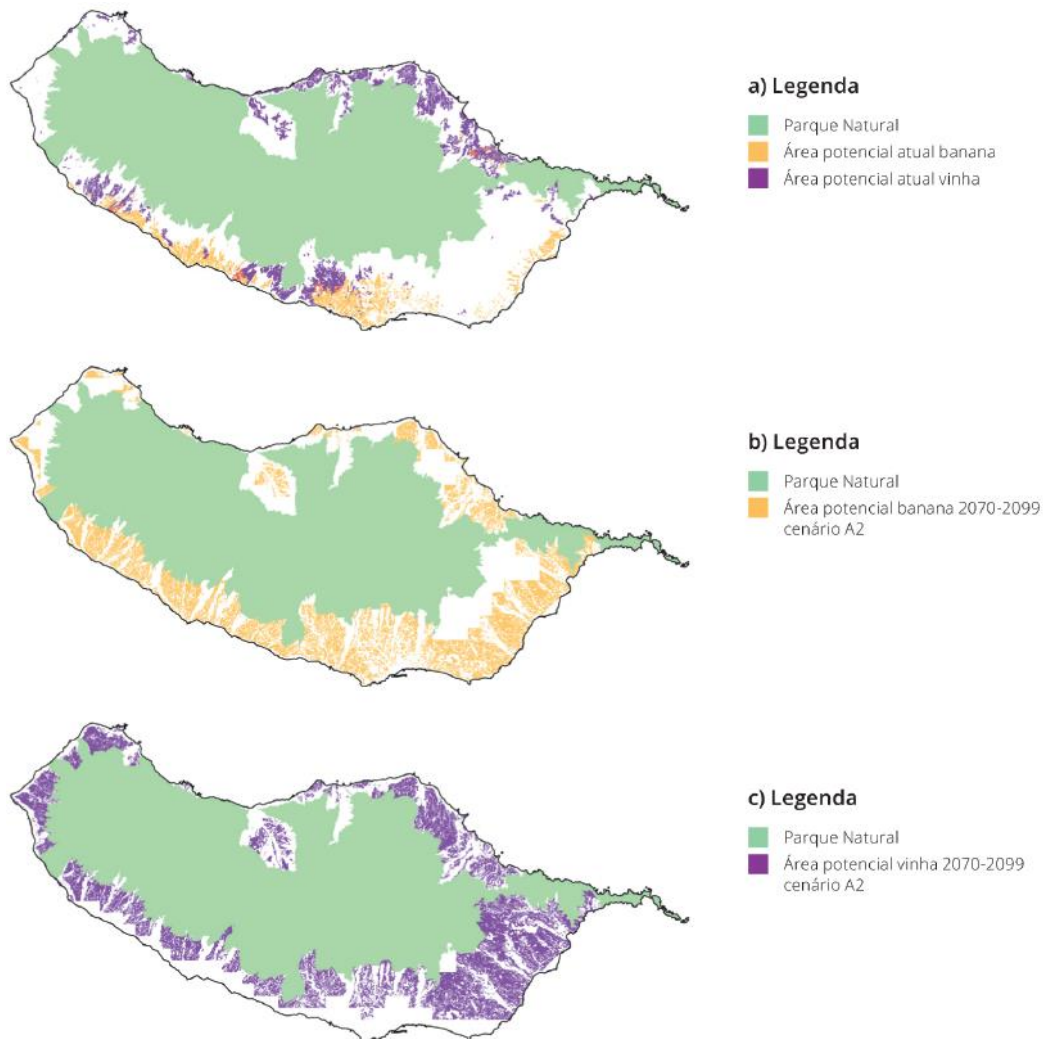 a) Legenda
Parque Natural
Área potencial atual banana
Área potencial atual vinha
b) Legenda
Parque Natural
Área potencial banana 2070-2099
cenário A2
c) Legenda
Parque Natural
Área potencial vinha 2070-2099
cenário A2